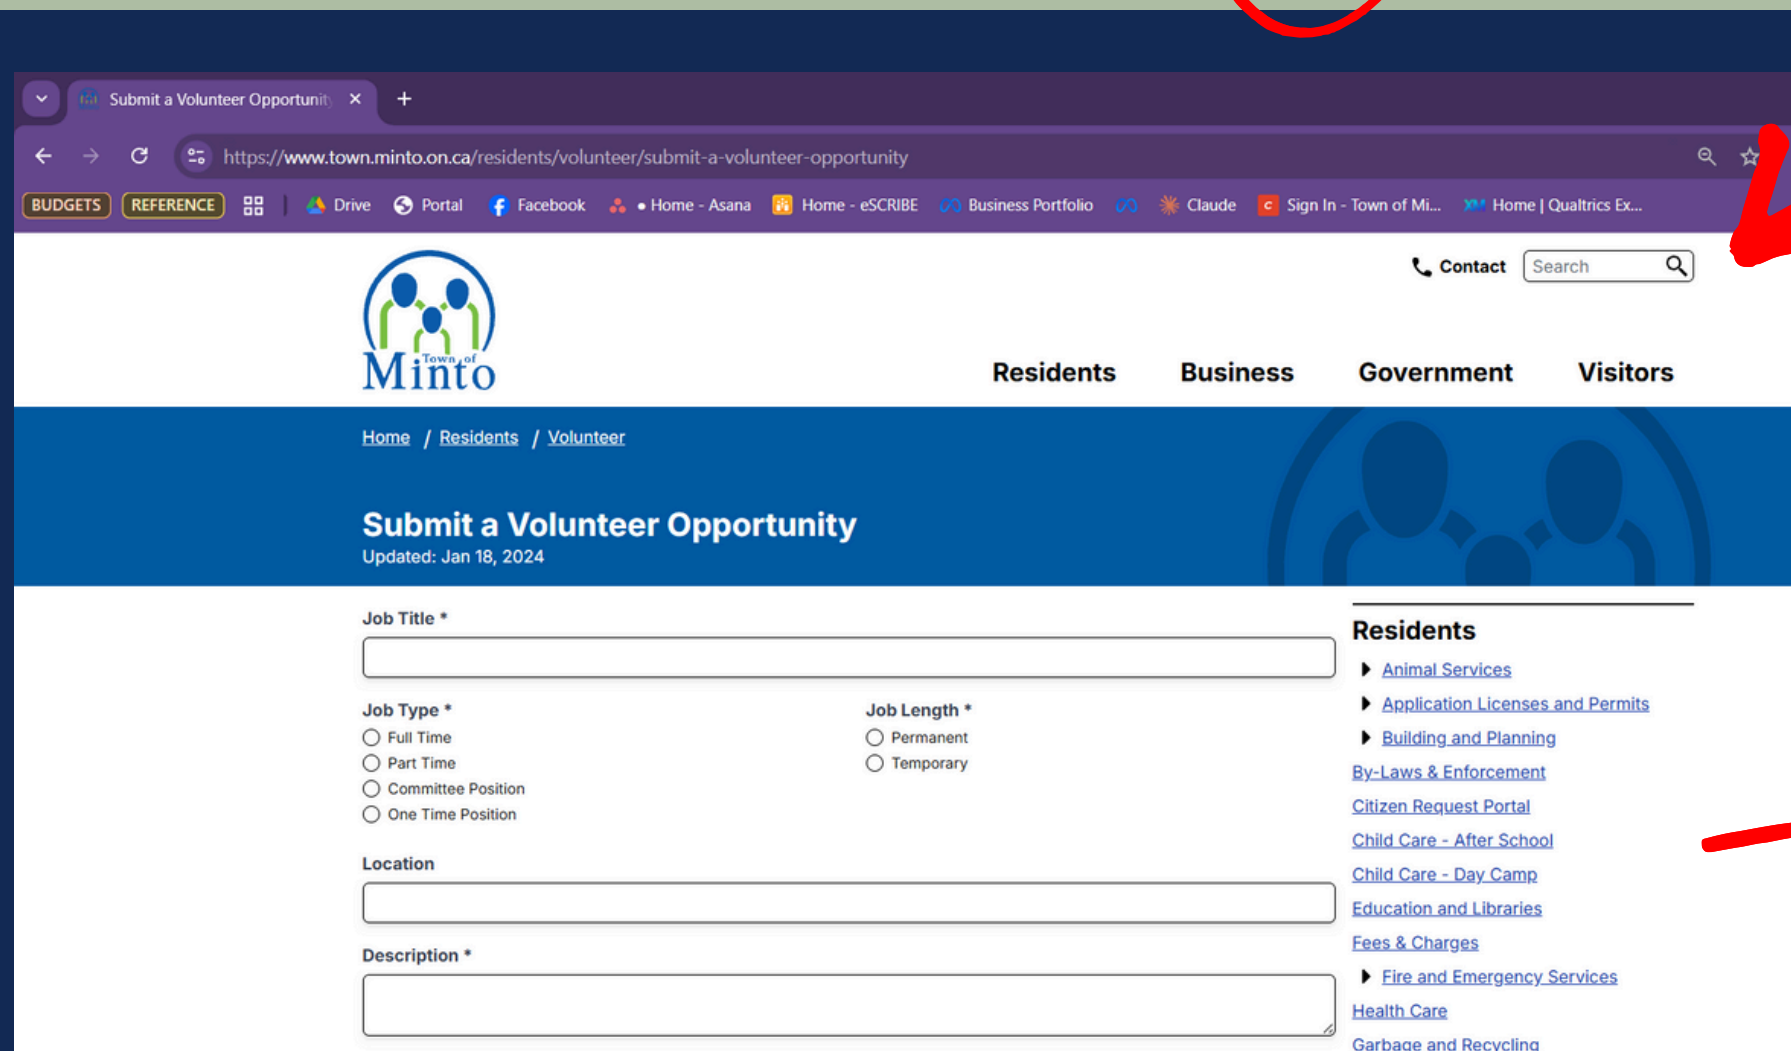 Submit a Volunteer Opportunity
https://www.town.minto.on.ca/residents/volunteer/submit-a-volunteer-opportunity
BUDGETS REFERENCE Drive Portal Facebook • Home - Asana Home - eSCRIBE Business Portfolio Claude Sign In - Town of Mi... Home | Qualtrics Ex...
Contact Search
Town of
Minto
Residents Business Government Visitors
Home / Residents / Volunteer
Submit a Volunteer Opportunity
Updated: Jan 18, 2024
Job Title *
Job Type *
Full Time
Part Time
Committee Position
One Time Position
Job Length *
Permanent
Temporary
Location
Description *
Residents
Animal Services
Application Licenses and Permits
Building and Planning
By-Laws & Enforcement
Citizen Request Portal
Child Care - After School
Child Care - Day Camp
Education and Libraries
Fees & Charges
Fire and Emergency Services
Health Care
Garbage and Recycling